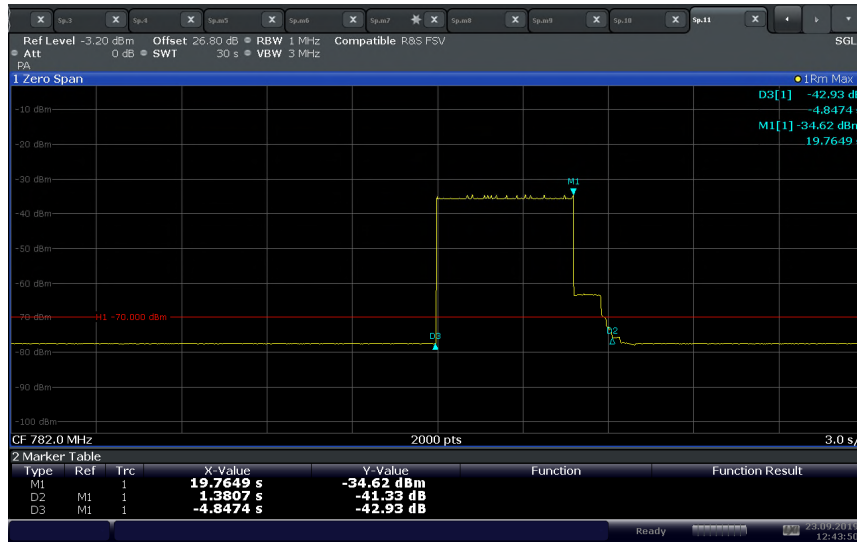 Sp.3 Sp.4 Sp.m5 Sp.m6 Sp.m7 Sp.m8 Sp.m9 Sp.10 Sp.11
Ref Level -3.20 dBm Offset 26.80 dB RBW 1 MHz Compatible R&S FSV SGL
Att 0 dB SWT 30 s VBW 3 MHz
PA
1 Zero Span 1Rm Max
D3[1] -42.93 dB
-4.8474 s
M1[1] -34.62 dBm
19.7649 s
-10 dBm
-20 dBm
-30 dBm
M1
-40 dBm
-50 dBm
-60 dBm
-70 dBm H1 -70.000 dBm
D3 D2
-80 dBm
-90 dBm
-100 dBm
CF 782.0 MHz 2000 pts 3.0 s/
2 Marker Table
Type Ref Trc X-Value Y-Value Function Function Result
M1 1 19.7649 s -34.62 dBm
D2 M1 1 1.3807 s -41.33 dB
D3 M1 1 -4.8474 s -42.93 dB
Ready 23.09.2019
12:43:50